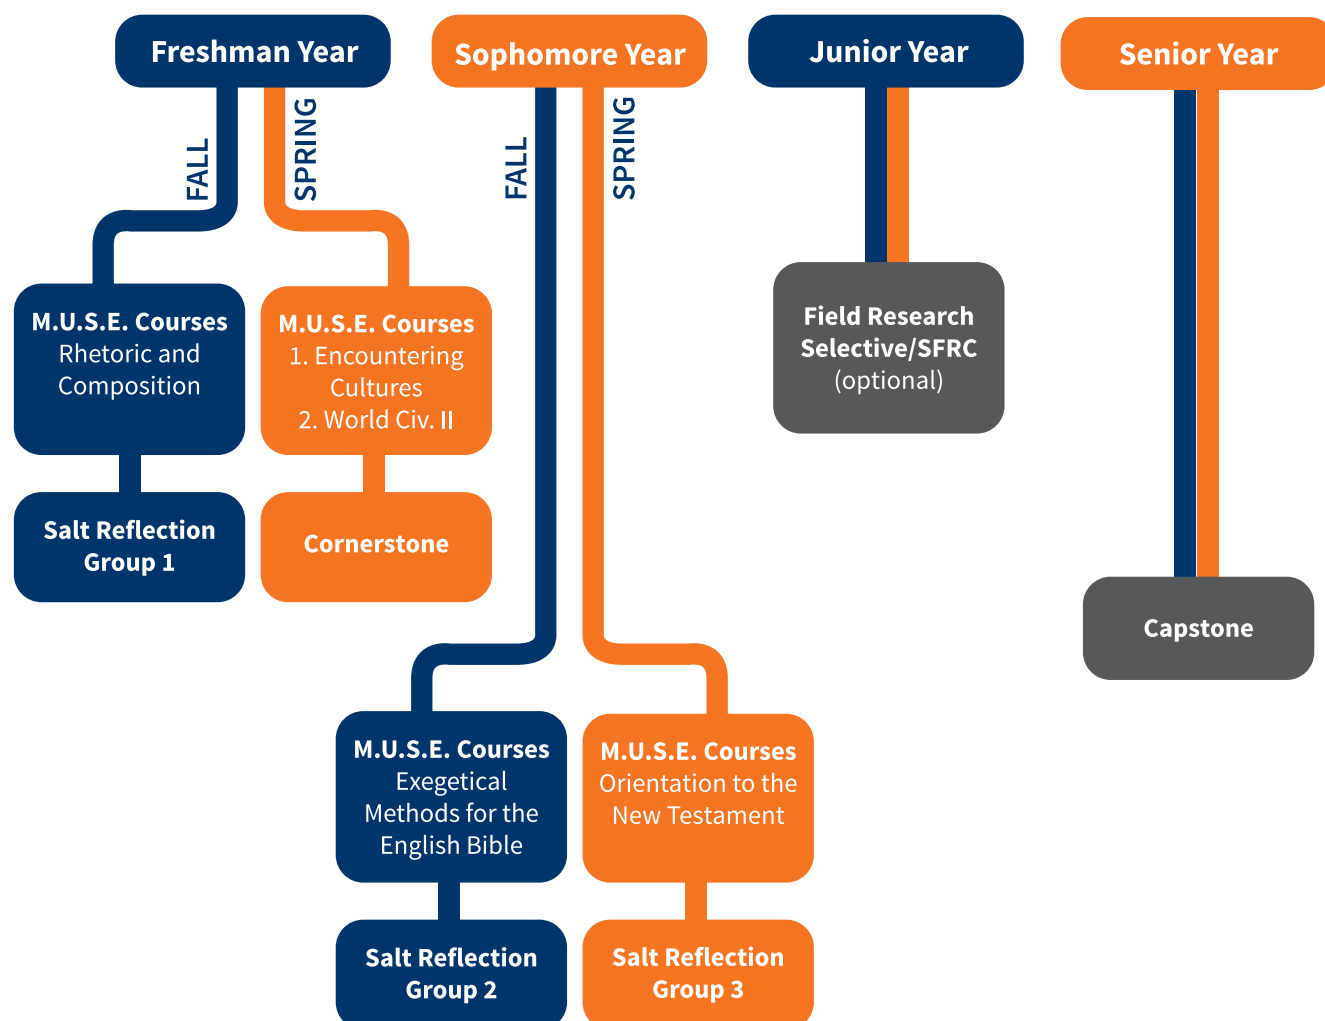 Freshman Year
Sophomore Year
Junior Year
Senior Year
FALL
SPRING
FALL
SPRING
M.U.S.E. Courses
Rhetoric and
Composition
M.U.S.E. Courses
1. Encountering
Cultures
2. World Civ. II
Field Research
Selective/SFRC
(optional)
Salt Reflection
Group 1
Cornerstone
Capstone
M.U.S.E. Courses
Exegetical
Methods for the
English Bible
M.U.S.E. Courses
Orientation to the
New Testament
Salt Reflection
Group 2
Salt Reflection
Group 3